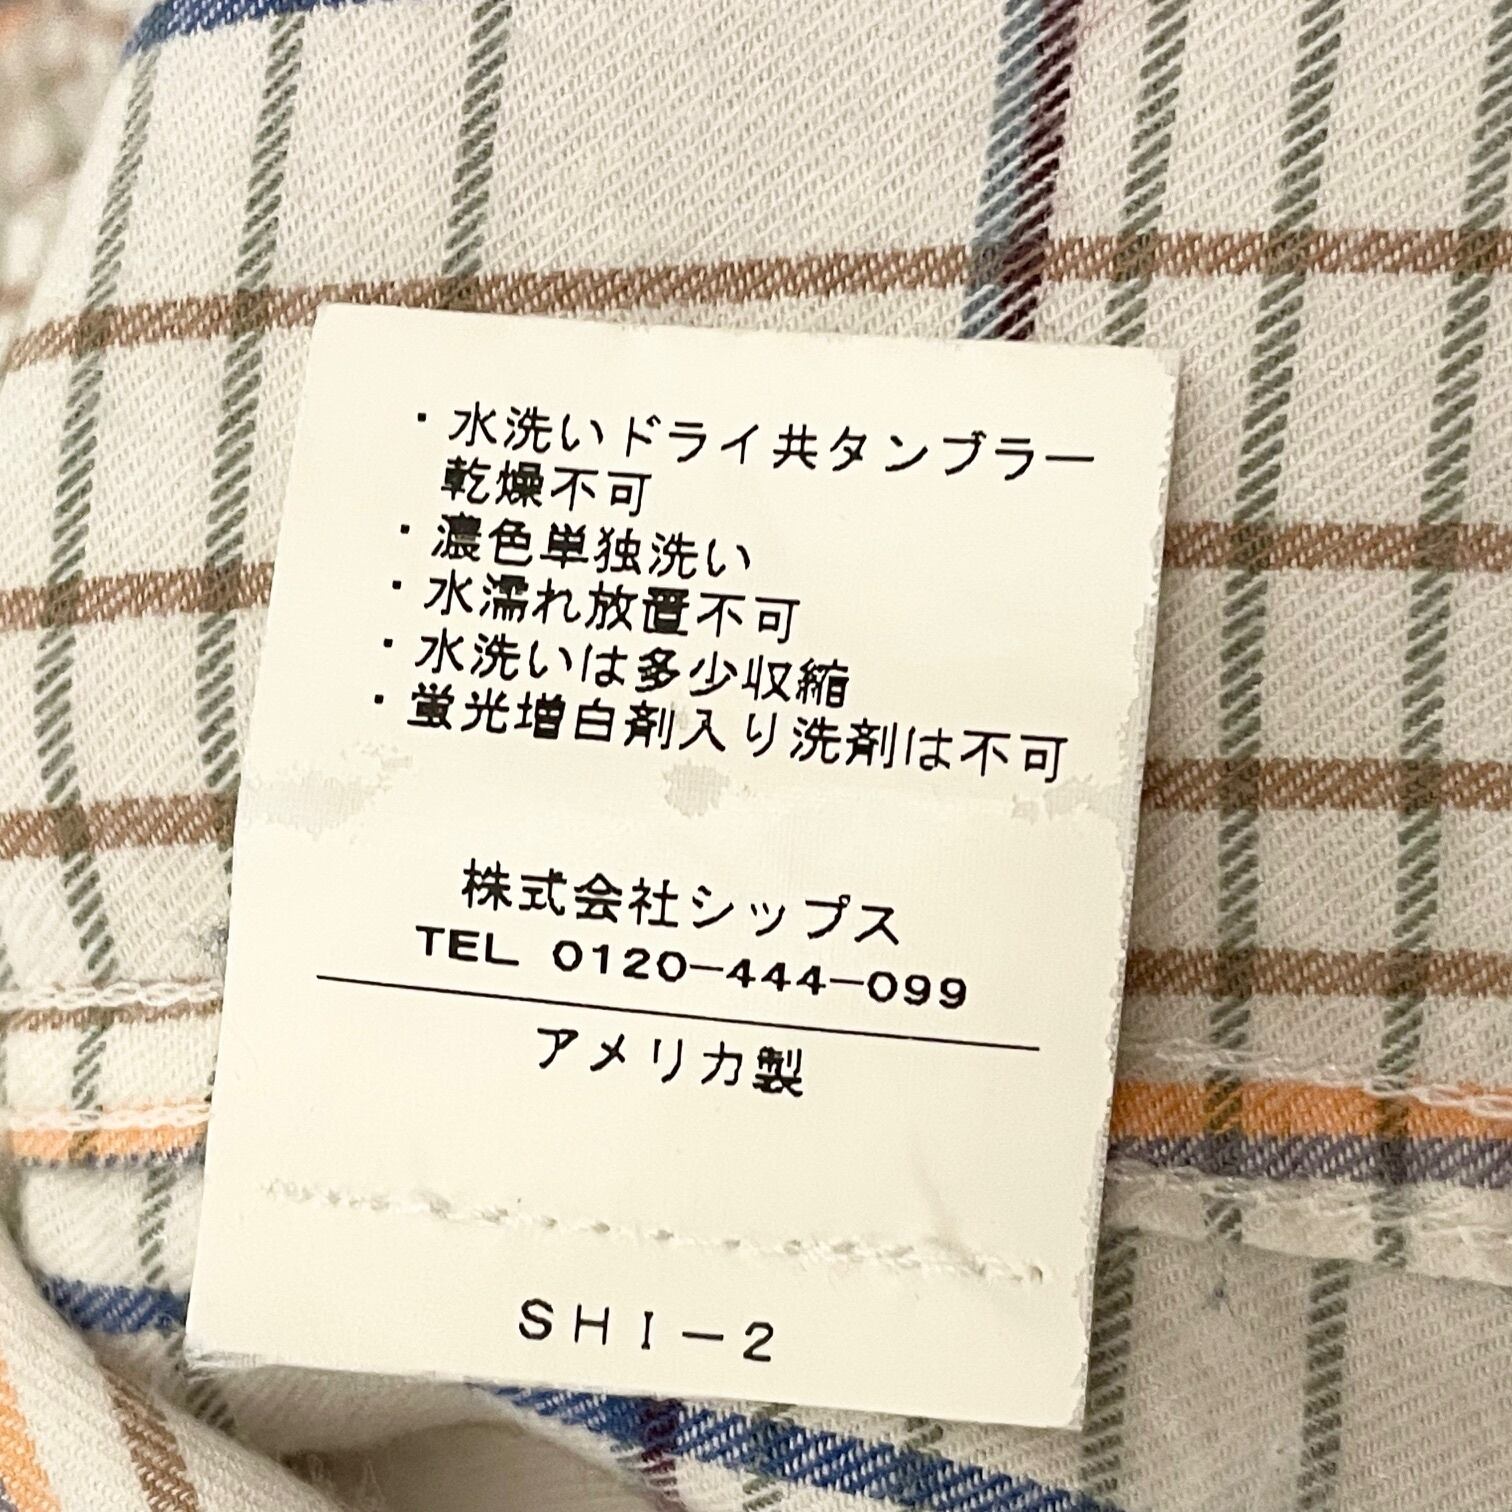 ・水洗いドライ共タンブラー
乾燥不可
・濃色単独洗い
・水濡れ放置不可
・水洗いは多少収縮
・蛍光増白剤入り洗剤は不可
株式会社シップス
TEL 0120-444-099
アメリカ製
SHI-2